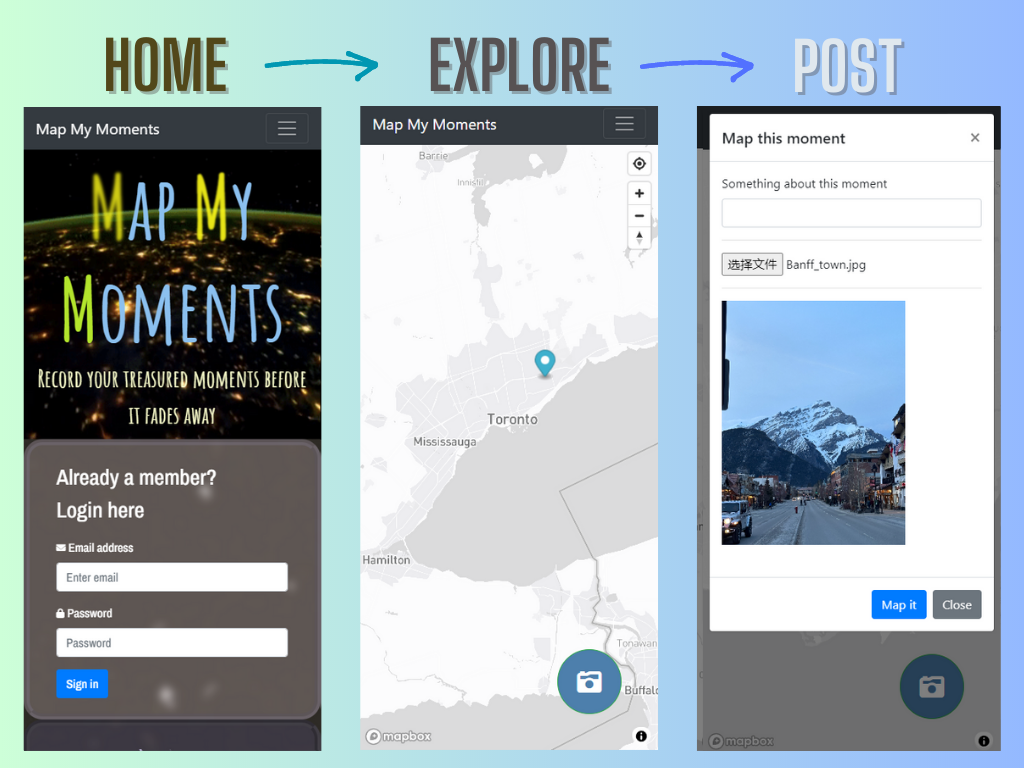 HOME
EXPLORE
POST
Map My Moments
MAP MY
MOMENTS
RECORD YOUR TREASURED MOMENTS BEFORE
IT FADES AWAY
Already a member?
Login here
Email address
Enter email
Password
Password
Sign in
Map My Moments
Barrie
Innisfil
Toronto
Mississauga
Hamilton
Tonawan
Buffalo
mapbox
Map this moment
Something about this moment
选择文件 Banff_town.jpg
Map it
Close
mapbox